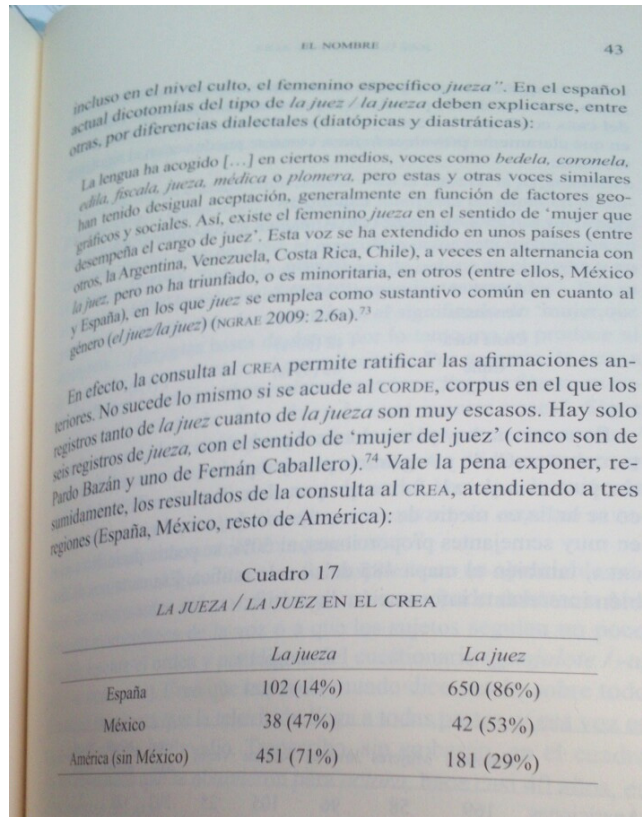 EL NOMBRE 43
incluso en el nivel culto, el femenino específico jueza". En el español
actual dicotomías del tipo de la juez / la jueza deben explicarse, entre
otras, por diferencias dialectales (diatópicas y diastráticas):
La lengua ha acogido [...] en ciertos medios, voces como bedela, coronela,
edila, fiscala, jueza, médica o plomera, pero estas y otras voces similares
han tenido desigual aceptación, generalmente en función de factores geo-
gráficos y sociales. Así, existe el femenino jueza en el sentido de 'mujer que
desempeña el cargo de juez'. Esta voz se ha extendido en unos países (entre
otros, la Argentina, Venezuela, Costa Rica, Chile), a veces en alternancia con
la juez, pero no ha triunfado, o es minoritaria, en otros (entre ellos, México
y España), en los que juez se emplea como sustantivo común en cuanto al
género (el juez/la juez) (NGRAE 2009: 2.6a).73
En efecto, la consulta al CREA permite ratificar las afirmaciones an-
teriores. No sucede lo mismo si se acude al CORDE, corpus en el que los
registros tanto de la juez cuanto de la jueza son muy escasos. Hay solo
seis registros de jueza, con el sentido de 'mujer del juez' (cinco son de
Pardo Bazán y uno de Fernán Caballero).74 Vale la pena exponer, re-
sumidamente, los resultados de la consulta al CREA, atendiendo a tres
regiones (España, México, resto de América):
Cuadro 17
LA JUEZA / LA JUEZ EN EL CREA
La jueza La juez
España 102 (14%) 650 (86%)
México 38 (47%) 42 (53%)
América (sin México) 451 (71%) 181 (29%)